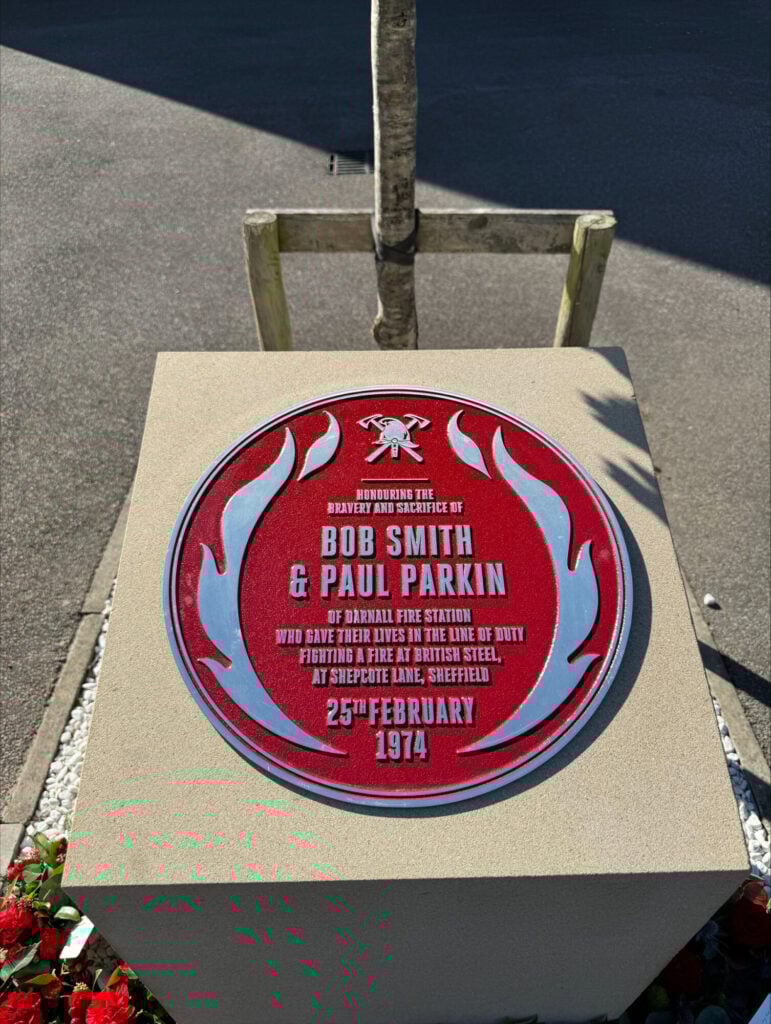 HONOURING THE
BRAVERY AND SACRIFICE OF
BOB SMITH
& PAUL PARKIN
OF DARNALL FIRE STATION
WHO GAVE THEIR LIVES IN THE LINE OF DUTY
FIGHTING A FIRE AT BRITISH STEEL,
AT SHEPCOTE LANE, SHEFFIELD
25TH FEBRUARY
1974